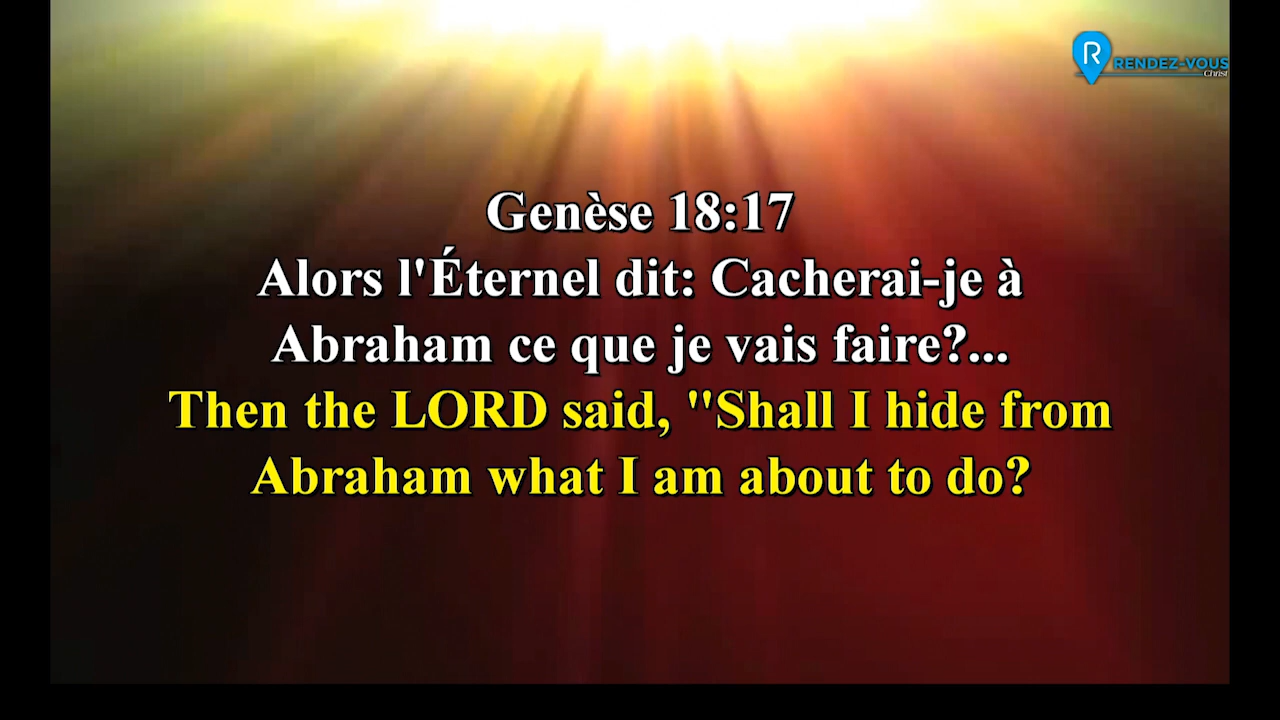 R RENDEZ-VOUS
Christ
Genèse 18:17
Alors l'Éternel dit: Cacherai-je à
Abraham ce que je vais faire?...
Then the LORD said, "Shall I hide from
Abraham what I am about to do?